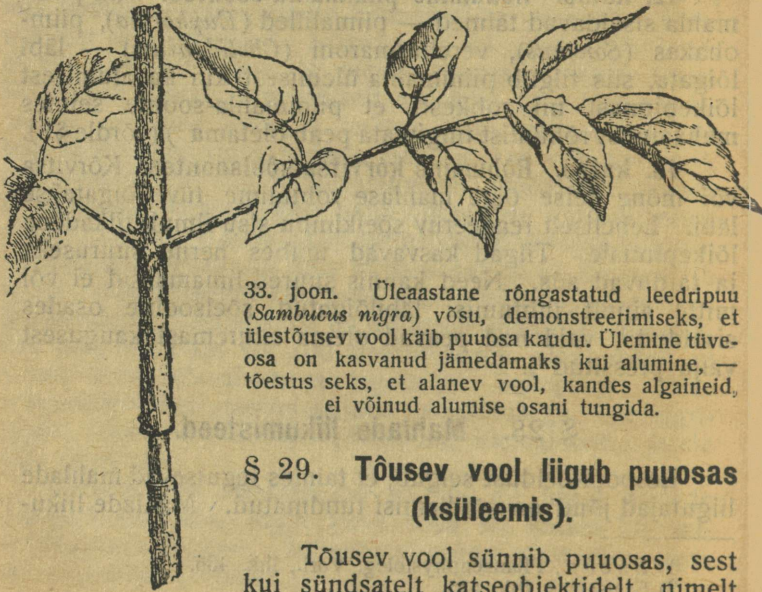 33. joon. Üleaastane rôngastatud leedripuu
(Sambucus nigra) võsu, demonstreerimiseks, et
ülestõusev vool käib puuosa kaudu. Ülemine tüve-
osa on kasvanud jämedamaks kui alumine, —
tõestus seks, et alanev vool, kandes algaineid,
ei võinud alumise osani tungida.
§ 29. Tôusev vool liigub puuosas
(ksüleemis).
Tõusev vool sünnib puuosas, sest
kui sündsatelt katseobjektidelt, nimelt